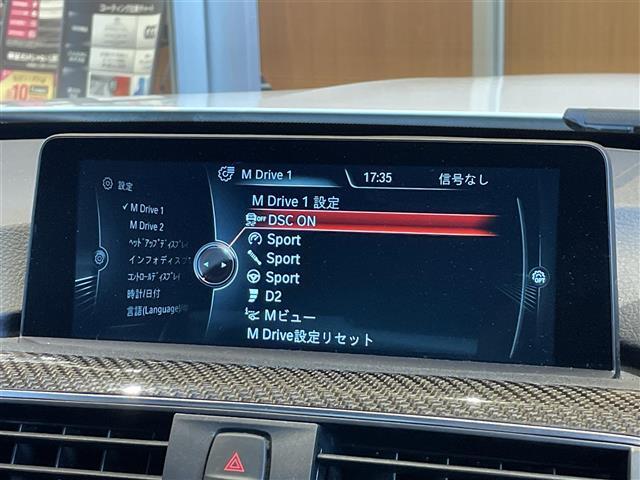 M Drive 1
17:35
信号なし
設定
✓ M Drive 1
M Drive 2
ﾍｯﾄﾞｱｯﾌﾟﾃﾞｨｽﾌﾟﾚｲ
インフォディスプ
ｺﾝﾄﾛｰﾙﾃﾞｨｽﾌﾟﾚｲ
時計/日付
言語(Language)/
M Drive 1 設定
OFF DSC ON
Sport
Sport
Sport
D2
Mビュー
M Drive設定リセット
OPT